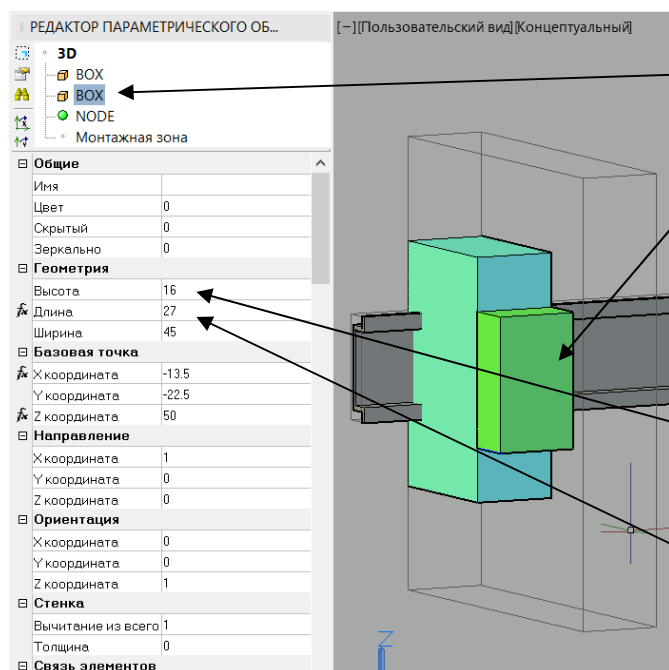 РЕДАКТОР ПАРАМЕТРИЧЕСКОГО ОБ...
[−][Пользовательский вид][Концептуальный]
3D
BOX
BOX
NODE
Монтажная зона
Общие
Имя
Цвет 0
Скрытый 0
Зеркально 0
Геометрия
Высота 16
fx Длина 27
Ширина 45
Базовая точка
fx X координата -13.5
Y координата -22.5
fx Z координата 50
Направление
X координата 1
Y координата 0
Z координата 0
Ориентация
X координата 0
Y координата 0
Z координата 1
Стенка
Вычитание из всего 1
Толщина 0
Связь элементов
Z